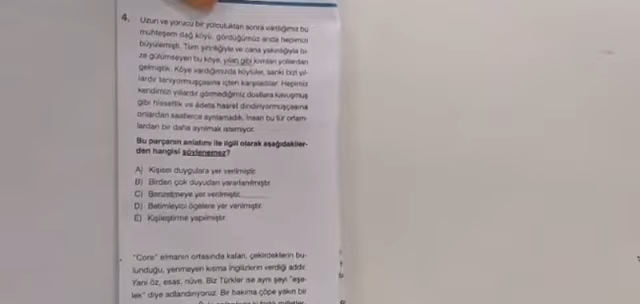 4. Uzun ve yorucu bir yolculuktan sonra vardığımız bu
muhteşem dağ köyü, gördüğümüz anda hepimizi
büyülemişti. Tüm şirinliğiyle ve cana yakınlığıyla bi-
ze gülümseyen bu köye, yılan gibi kıvrılan yollardan
gelmiştik. Köye vardığımızda köylüler, sanki bizi yıl-
lardır tanıyormuşçasına içten karşıladılar. Hepimiz
kendimizi yıllardır görmediğimiz dostlara kavuşmuş
gibi hissettik ve âdeta hasret dindiriyormuşçasına
onlardan saatlerce ayrılamadık. İnsan bu tür ortam-
lardan bir daha ayrılmak istemiyor.
Bu parçanın anlatımı ile ilgili olarak aşağıdakiler-
den hangisi söylenemez?
A) Kişisel duygulara yer verilmiştir.
B) Birden çok duyudan yararlanılmıştır.
C) Benzetmeye yer verilmiştir.
D) Betimleyici ögelere yer verilmiştir.
E) Kişileştirme yapılmıştır.
"Core" elmanın ortasında kalan, çekirdeklerin bu-
lunduğu, yenmeyen kısma İngilizlerin verdiği addır.
Yani öz, esas, nüve. Biz Türkler ise aynı şeyi "eşe-
lek" diye adlandırıyoruz. Bir bakıma çöpe yakın bir